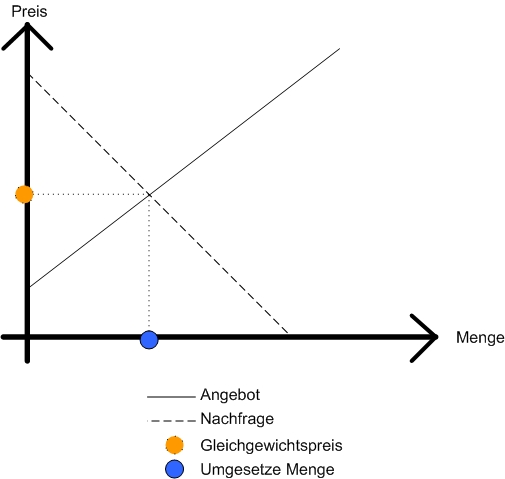 Preis
Menge
Angebot
Nachfrage
Gleichgewichtspreis
Umgesetze Menge